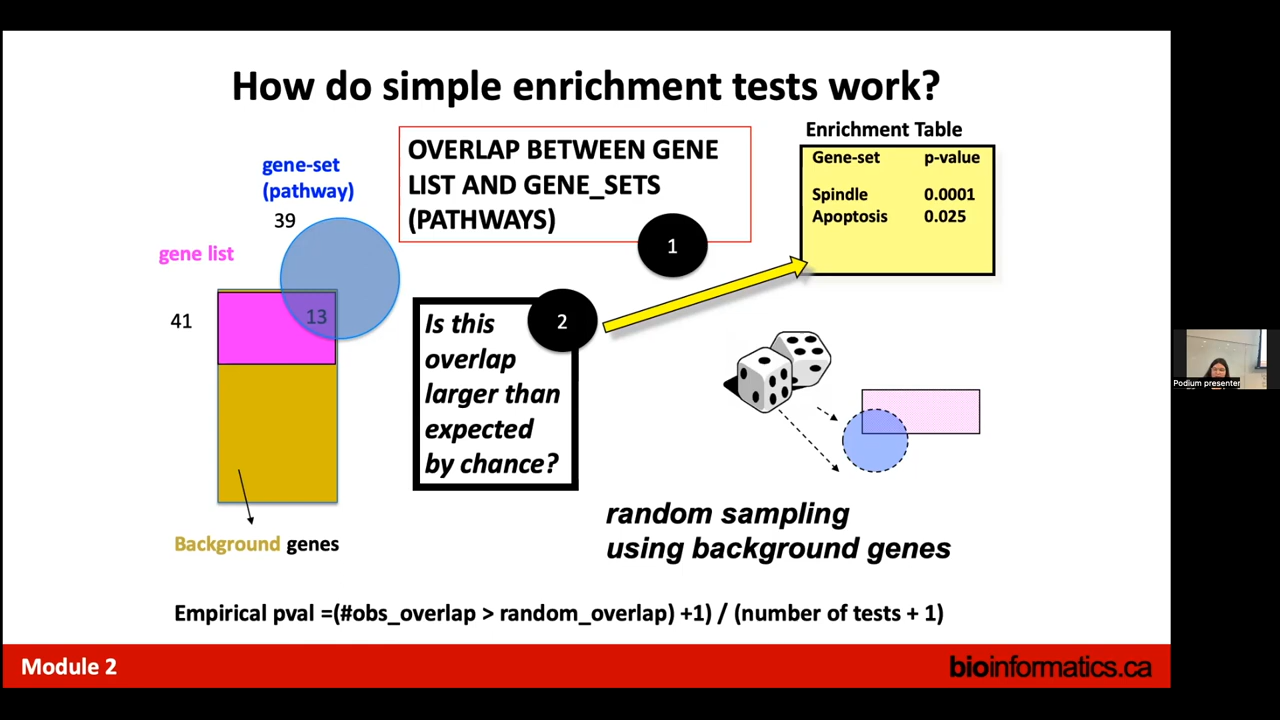 How do simple enrichment tests work?
gene-set
(pathway)
39
gene list
41
13
Background genes
OVERLAP BETWEEN GENE
LIST AND GENE_SETS
(PATHWAYS)
1
Is this
overlap
larger than
expected
by chance?
2
Enrichment Table
Gene-set p-value
Spindle 0.0001
Apoptosis 0.025
random sampling
using background genes
Empirical pval =(#obs_overlap > random_overlap) +1) / (number of tests + 1)
Module 2
bioinformatics.ca
Podium presenter